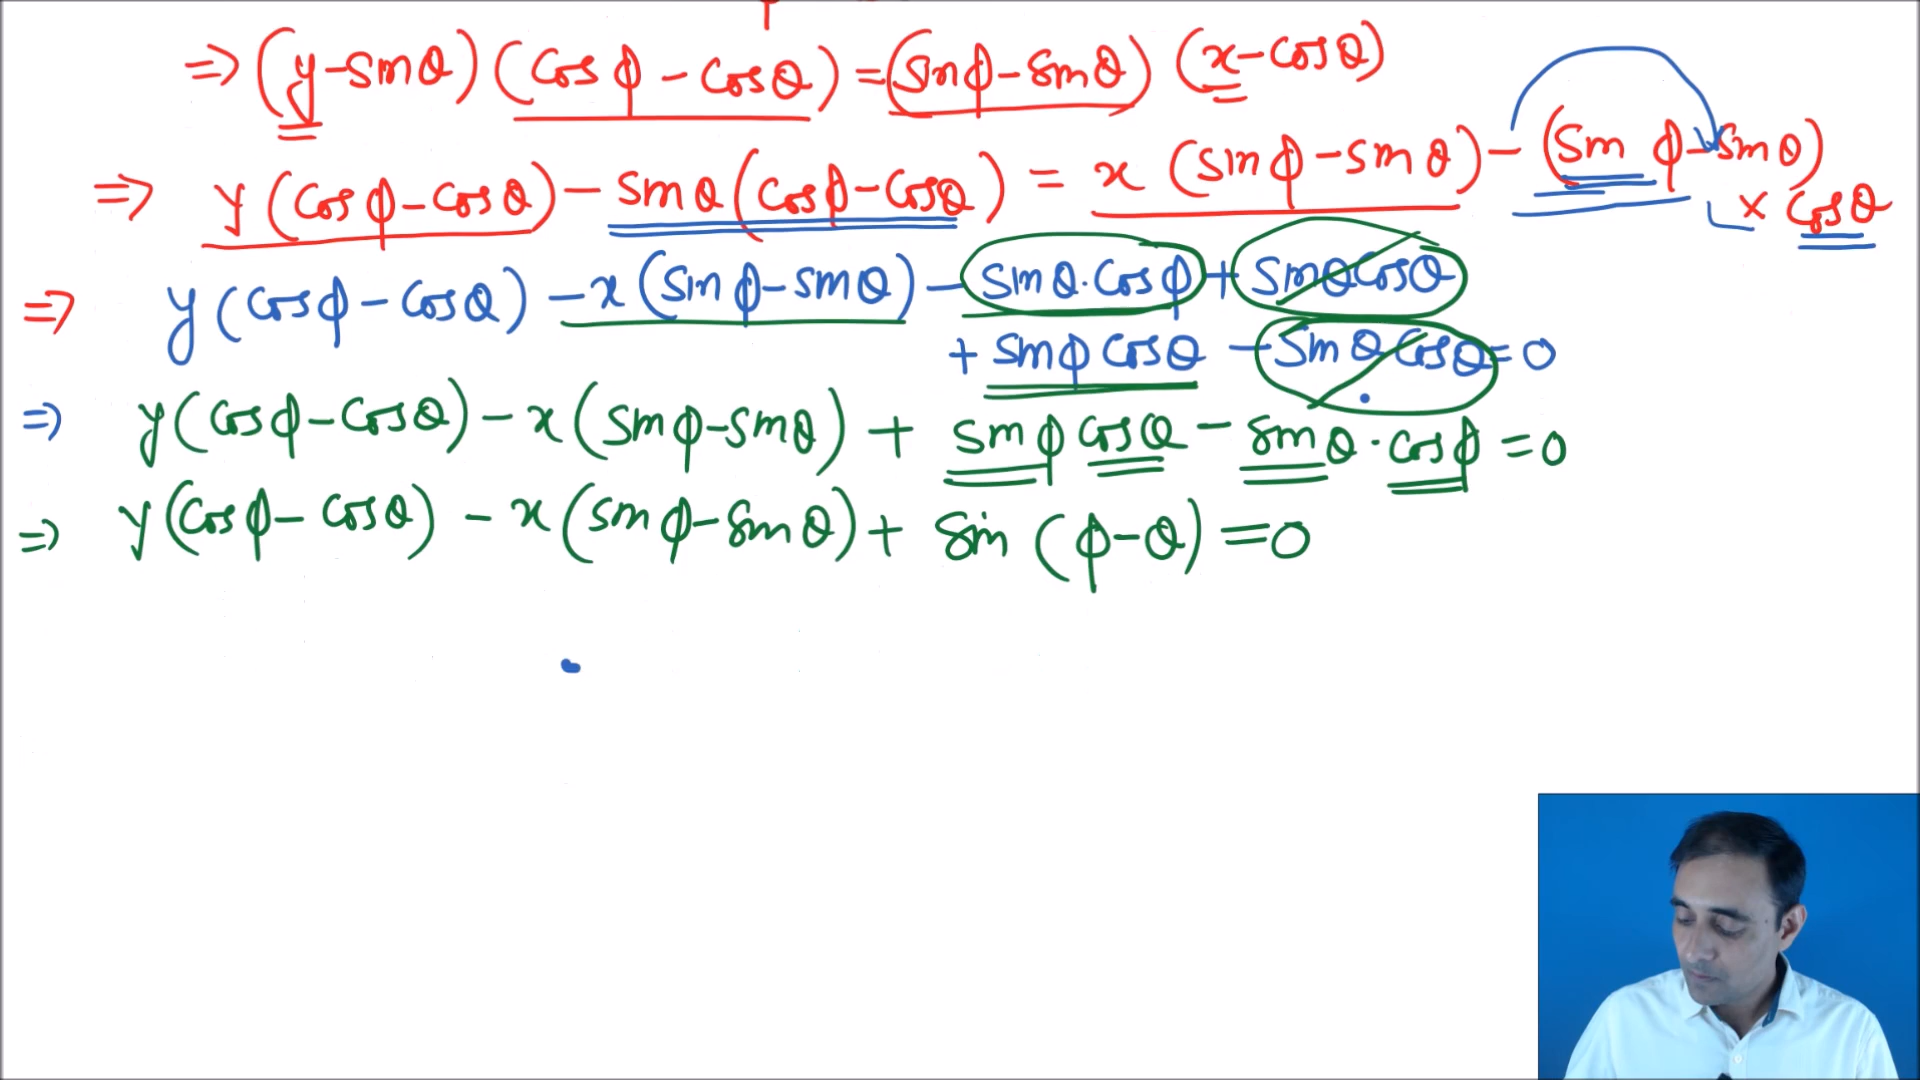 ⇒ (y-sinθ) (cosϕ - cosθ) = (sinϕ - sinθ) (x - cosθ)
⇒ y(cosϕ - cosθ) - sinθ(cosϕ - cosθ) = x (sinϕ - sinθ) - (sinϕ - sinθ)
× cosθ
⇒ y(cosϕ - cosθ) - x(sinϕ - sinθ) - sinθ.cosϕ + sinθcosθ
+ sinϕ cosθ - sinθ cosθ = 0
⇒ y(cosϕ - cosθ) - x(sinϕ - sinθ) + sinϕ cosθ - sinθ.cosϕ = 0
⇒ y(cosϕ - cosθ) - x(sinϕ - sinθ) + sin (ϕ-θ) = 0